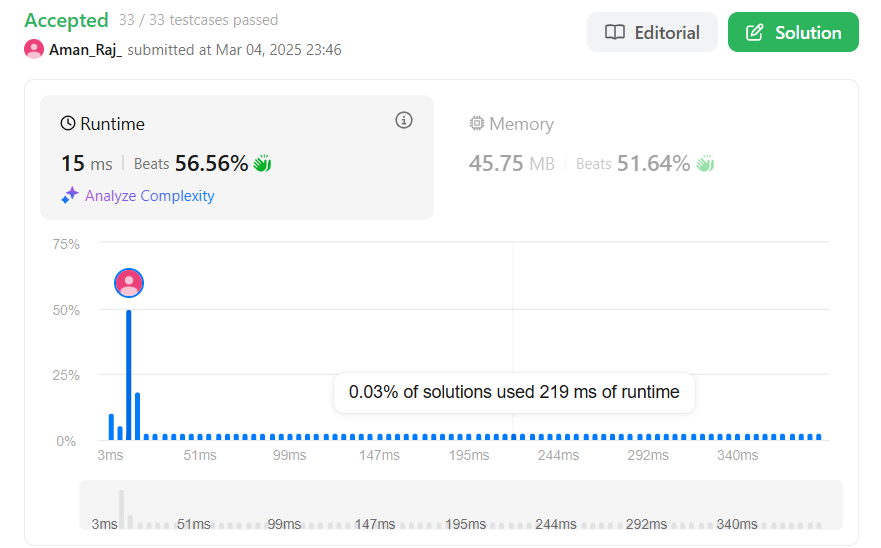 Accepted 33 / 33 testcases passed
Aman_Raj_ submitted at Mar 04, 2025 23:46
Editorial
Solution
Runtime
15 ms Beats 56.56%
Analyze Complexity
Memory
45.75 MB Beats 51.64%
75%
50%
25%
0%
0.03% of solutions used 219 ms of runtime
3ms 51ms 99ms 147ms 195ms 244ms 292ms 340ms
3ms 51ms 99ms 147ms 195ms 244ms 292ms 340ms